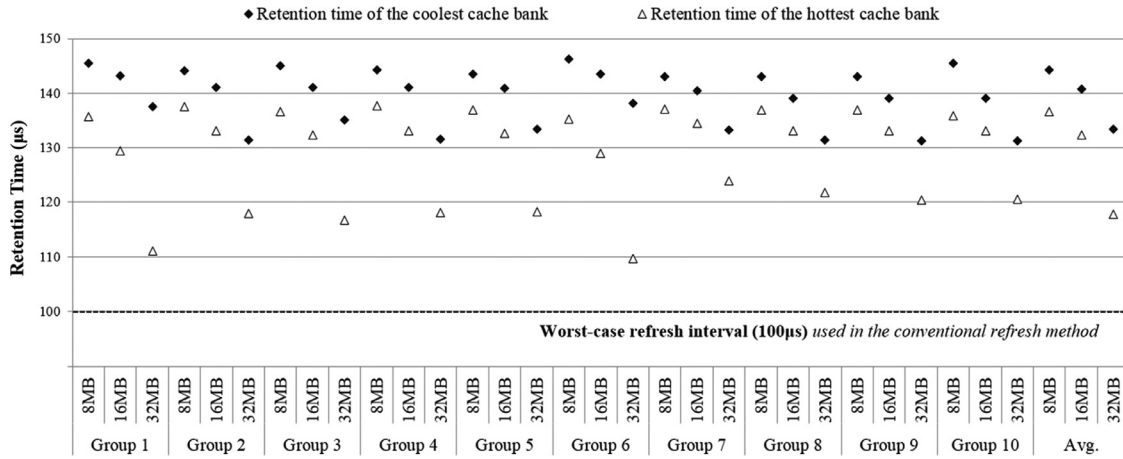 ◆ Retention time of the coolest cache bank △ Retention time of the hottest cache bank
Retention Time (μs)
150
140
130
120
110
100
Worst-case refresh interval (100μs) used in the conventional refresh method
8MB 16MB 32MB 8MB 16MB 32MB 8MB 16MB 32MB 8MB 16MB 32MB 8MB 16MB 32MB 8MB 16MB 32MB 8MB 16MB 32MB 8MB 16MB 32MB 8MB 16MB 32MB 8MB 16MB 32MB 8MB 16MB 32MB
Group 1 Group 2 Group 3 Group 4 Group 5 Group 6 Group 7 Group 8 Group 9 Group 10 Avg.